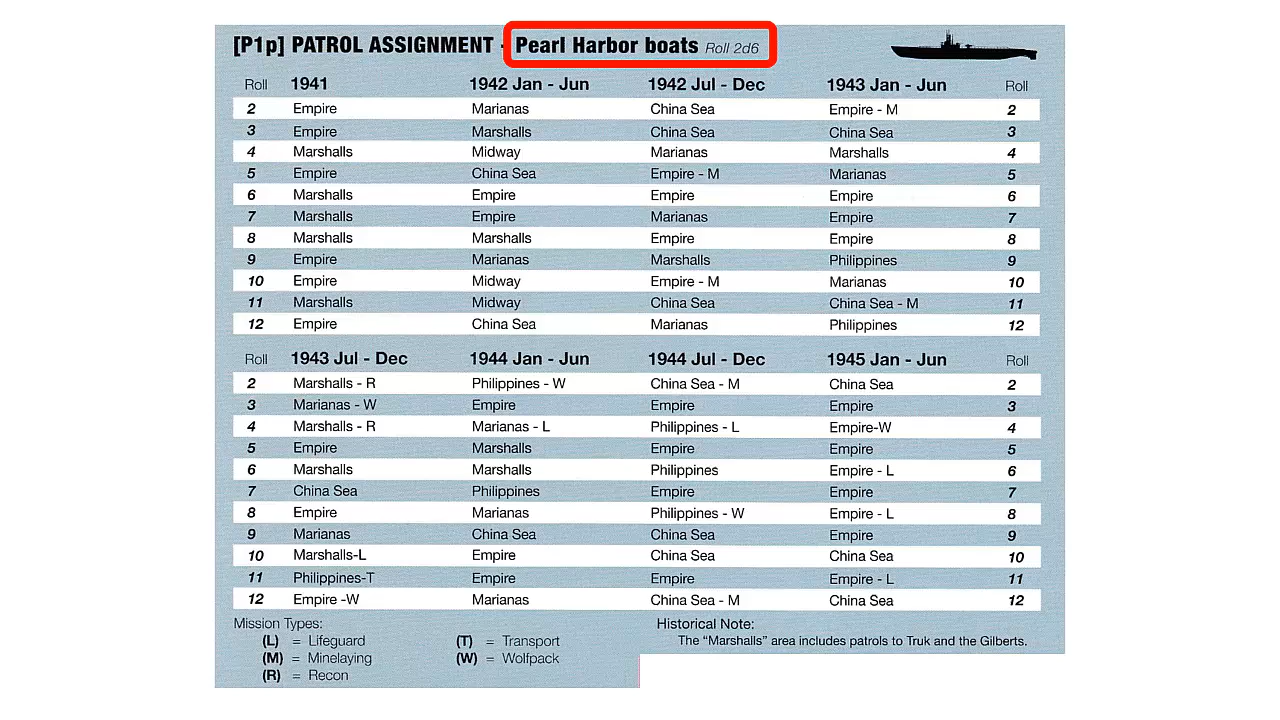 [P1p] PATROL ASSIGNMENT - Pearl Harbor boats Roll 2d6
Roll 1941 1942 Jan - Jun 1942 Jul - Dec 1943 Jan - Jun Roll
2 Empire Marianas China Sea Empire - M 2
3 Empire Marshalls China Sea China Sea 3
4 Marshalls Midway Marianas Marshalls 4
5 Empire China Sea Empire - M Marianas 5
6 Marshalls Empire Empire Empire 6
7 Marshalls Empire Marianas Empire 7
8 Marshalls Marshalls Empire Empire 8
9 Empire Marianas Marshalls Philippines 9
10 Empire Midway Empire - M Marianas 10
11 Marshalls Midway China Sea China Sea - M 11
12 Empire China Sea Marianas Philippines 12
Roll 1943 Jul - Dec 1944 Jan - Jun 1944 Jul - Dec 1945 Jan - Jun Roll
2 Marshalls - R Philippines - W China Sea - M China Sea 2
3 Marianas - W Empire Empire Empire 3
4 Marshalls - R Marianas - L Philippines - L Empire-W 4
5 Empire Marshalls Empire Empire 5
6 Marshalls Marshalls Philippines Empire - L 6
7 China Sea Philippines Empire Empire 7
8 Empire Marianas Philippines - W Empire - L 8
9 Marianas China Sea China Sea Empire 9
10 Marshalls-L Empire China Sea China Sea 10
11 Philippines-T Empire Empire Empire - L 11
12 Empire -W Marianas China Sea - M China Sea 12
Mission Types:
(L) = Lifeguard (T) = Transport
(M) = Minelaying (W) = Wolfpack
(R) = Recon
Historical Note:
The “Marshalls” area includes patrols to Truk and the Gilberts.